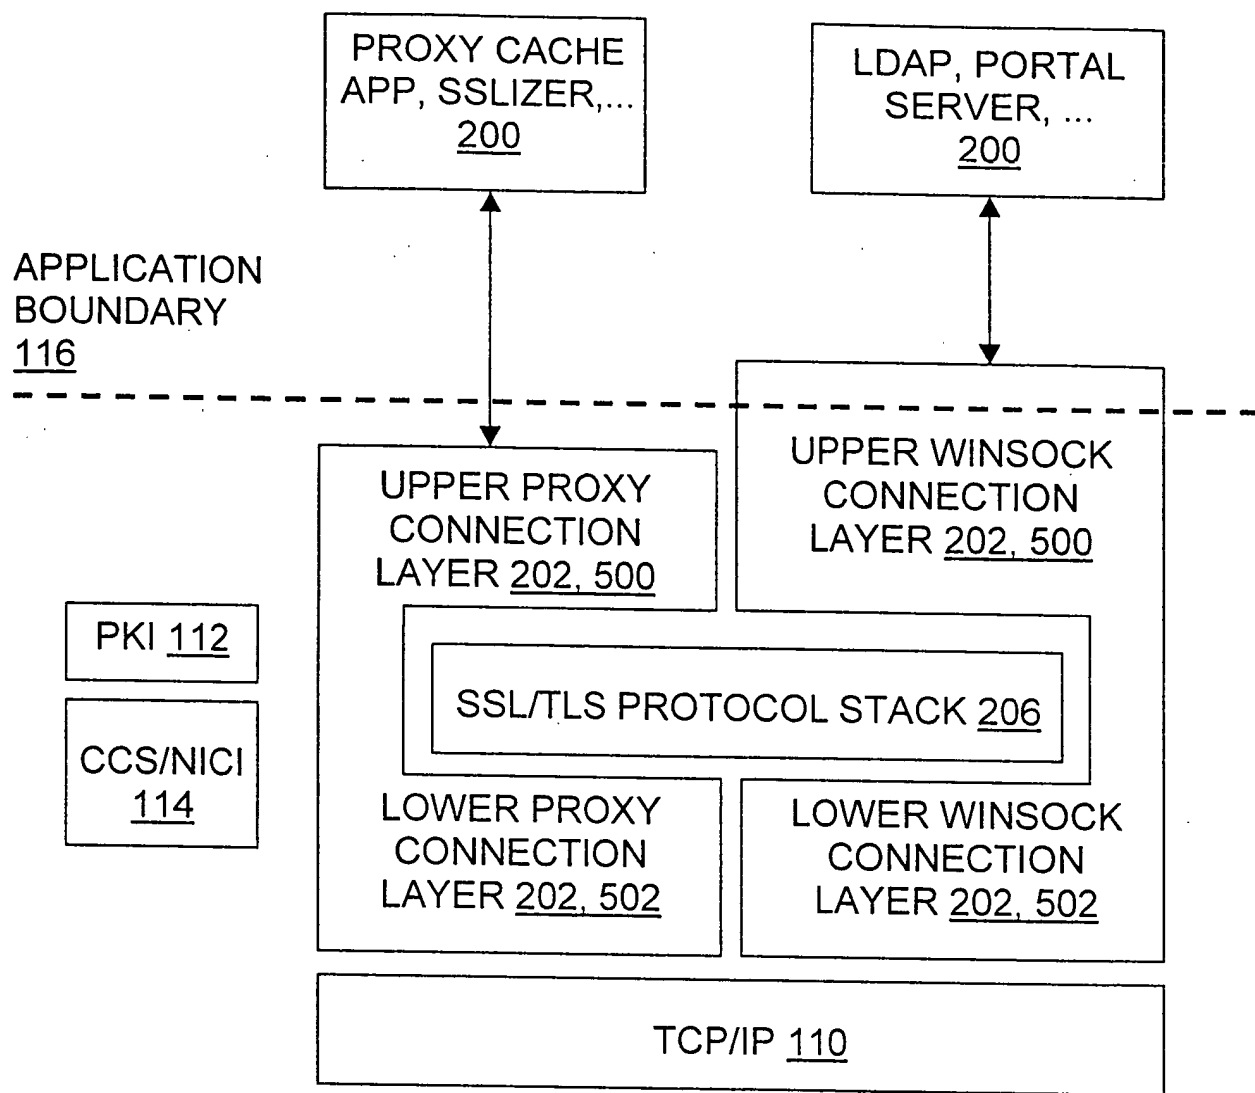 PROXY CACHE
APP, SSLIZER,...
200
LDAP, PORTAL
SERVER, ...
200
APPLICATION
BOUNDARY
116
UPPER PROXY
CONNECTION
LAYER 202, 500
UPPER WINSOCK
CONNECTION
LAYER 202, 500
PKI 112
SSL/TLS PROTOCOL STACK 206
CCS/NICI
114
LOWER PROXY
CONNECTION
LAYER 202, 502
LOWER WINSOCK
CONNECTION
LAYER 202, 502
TCP/IP 110